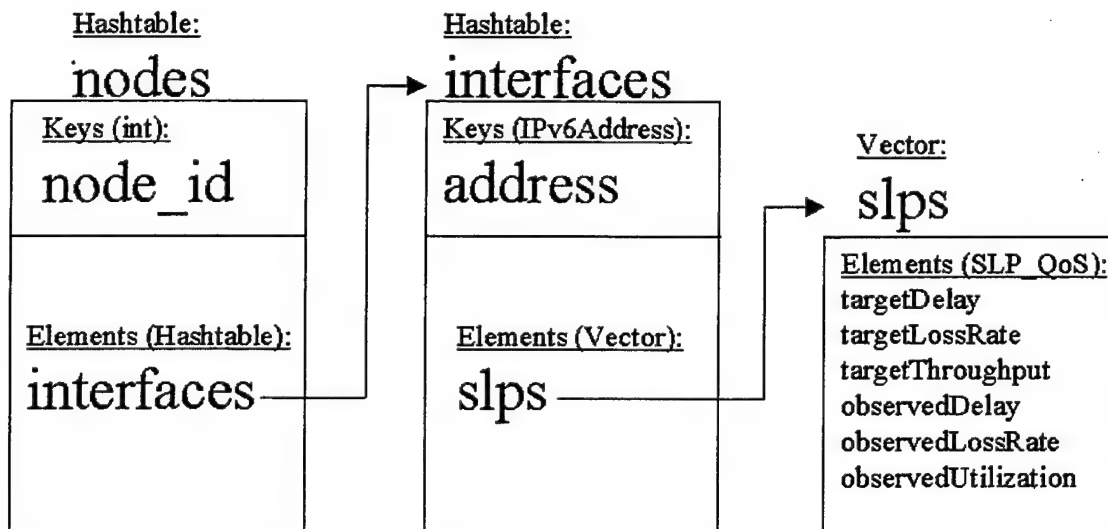 Hashtable:
nodes
Keys (int):
node_id
Elements (Hashtable):
interfaces
Hashtable:
interfaces
Keys (IPv6Address):
address
Elements (Vector):
slps
Vector:
slps
Elements (SLP_QoS):
targetDelay
targetLossRate
targetThroughput
observedDelay
observedLossRate
observedUtilization